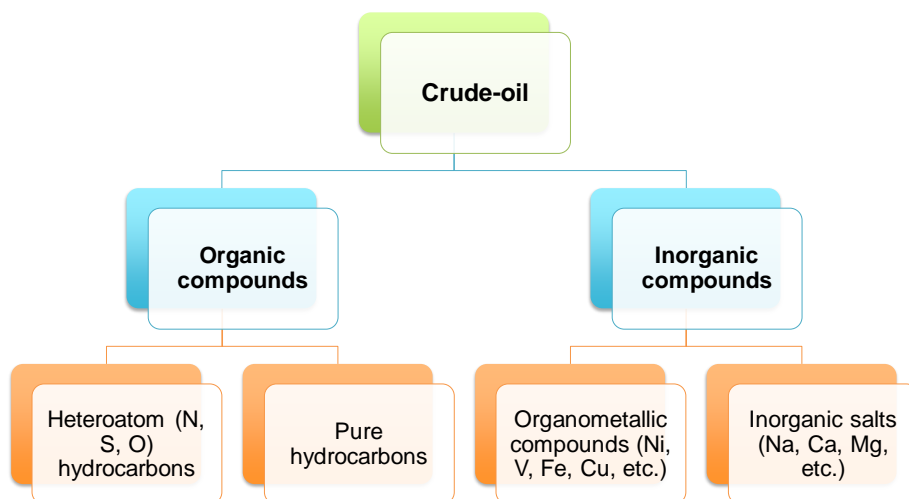 Crude-oil
Organic
compounds
Inorganic
compounds
Heteroatom (N,
S, O)
hydrocarbons
Pure
hydrocarbons
Organometallic
compounds (Ni,
V, Fe, Cu, etc.)
Inorganic salts
(Na, Ca, Mg,
etc.)